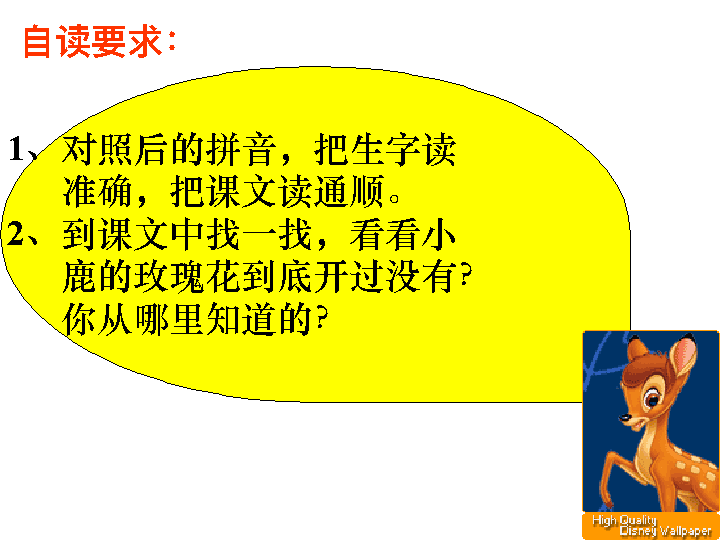 自读要求：
1、对照后的拼音，把生字读
准确，把课文读通顺。
2、到课文中找一找，看看小
鹿的玫瑰花到底开过没有？
你从哪里知道的？
High Quality
Disney Wallpaper